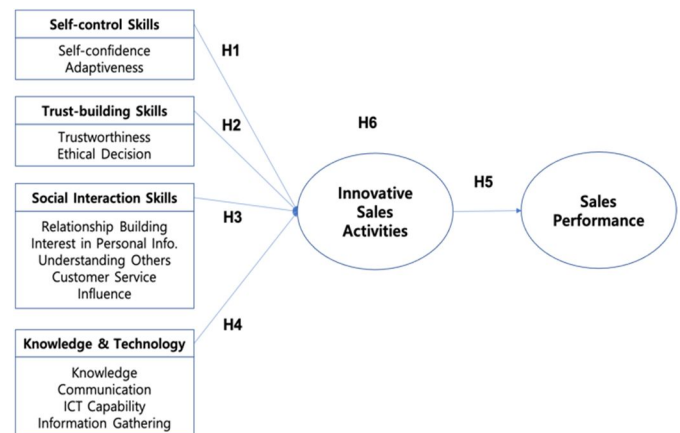 Self-control Skills
Self-confidence
Adaptiveness
H1
Trust-building Skills
Trustworthiness
Ethical Decision
H2
Social Interaction Skills
Relationship Building
Interest in Personal Info.
Understanding Others
Customer Service
Influence
H3
Knowledge & Technology
Knowledge
Communication
ICT Capability
Information Gathering
H4
H6
Innovative
Sales
Activities
H5
Sales
Performance